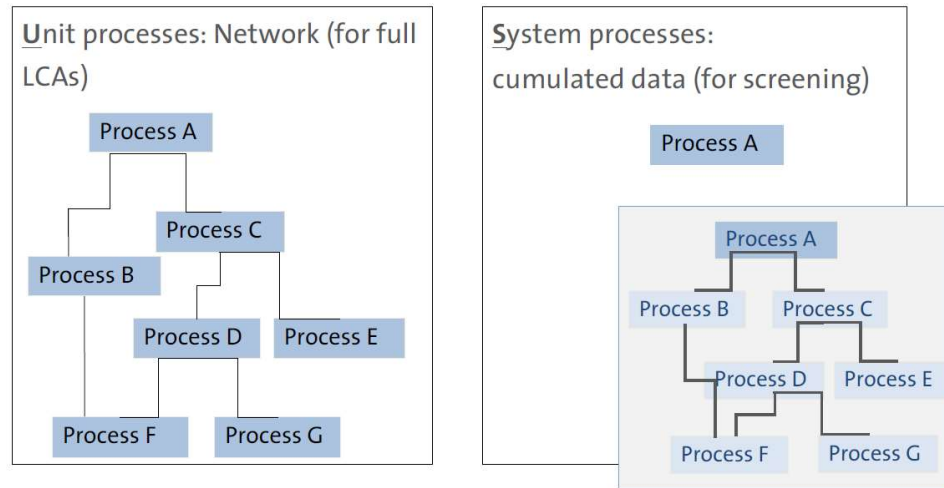 Unit processes: Network (for full
LCAs)
Process A
Process C
Process B
Process D
Process E
Process F
Process G
System processes:
cumulated data (for screening)
Process A
Process A
Process B
Process C
Process D
Process E
Process F
Process G